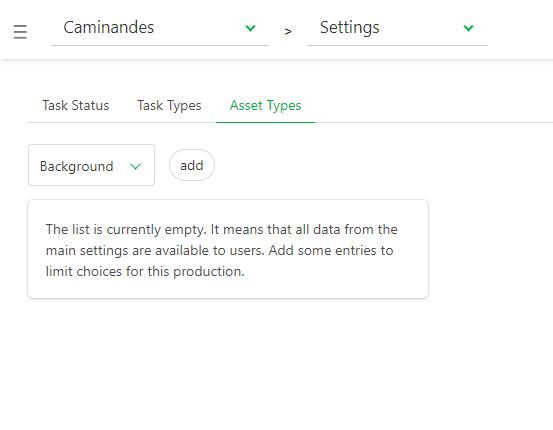 Caminandes > Settings
Task Status Task Types Asset Types
Background add
The list is currently empty. It means that all data from the
main settings are available to users. Add some entries to
limit choices for this production.